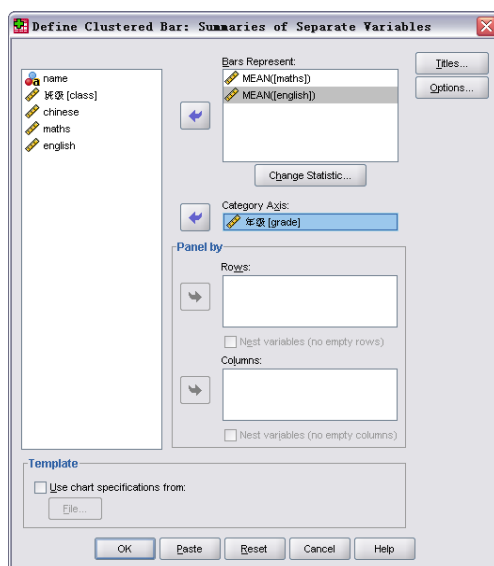 Define Clustered Bar: Summaries of Separate Variables
name
班级 [class]
chinese
maths
english
Bars Represent:
MEAN([maths])
MEAN([english])
Change Statistic...
Category Axis:
年级 [grade]
Panel by
Rows:
Nest variables (no empty rows)
Columns:
Nest variables (no empty columns)
Titles...
Options...
Template
Use chart specifications from:
File...
OK
Paste
Reset
Cancel
Help